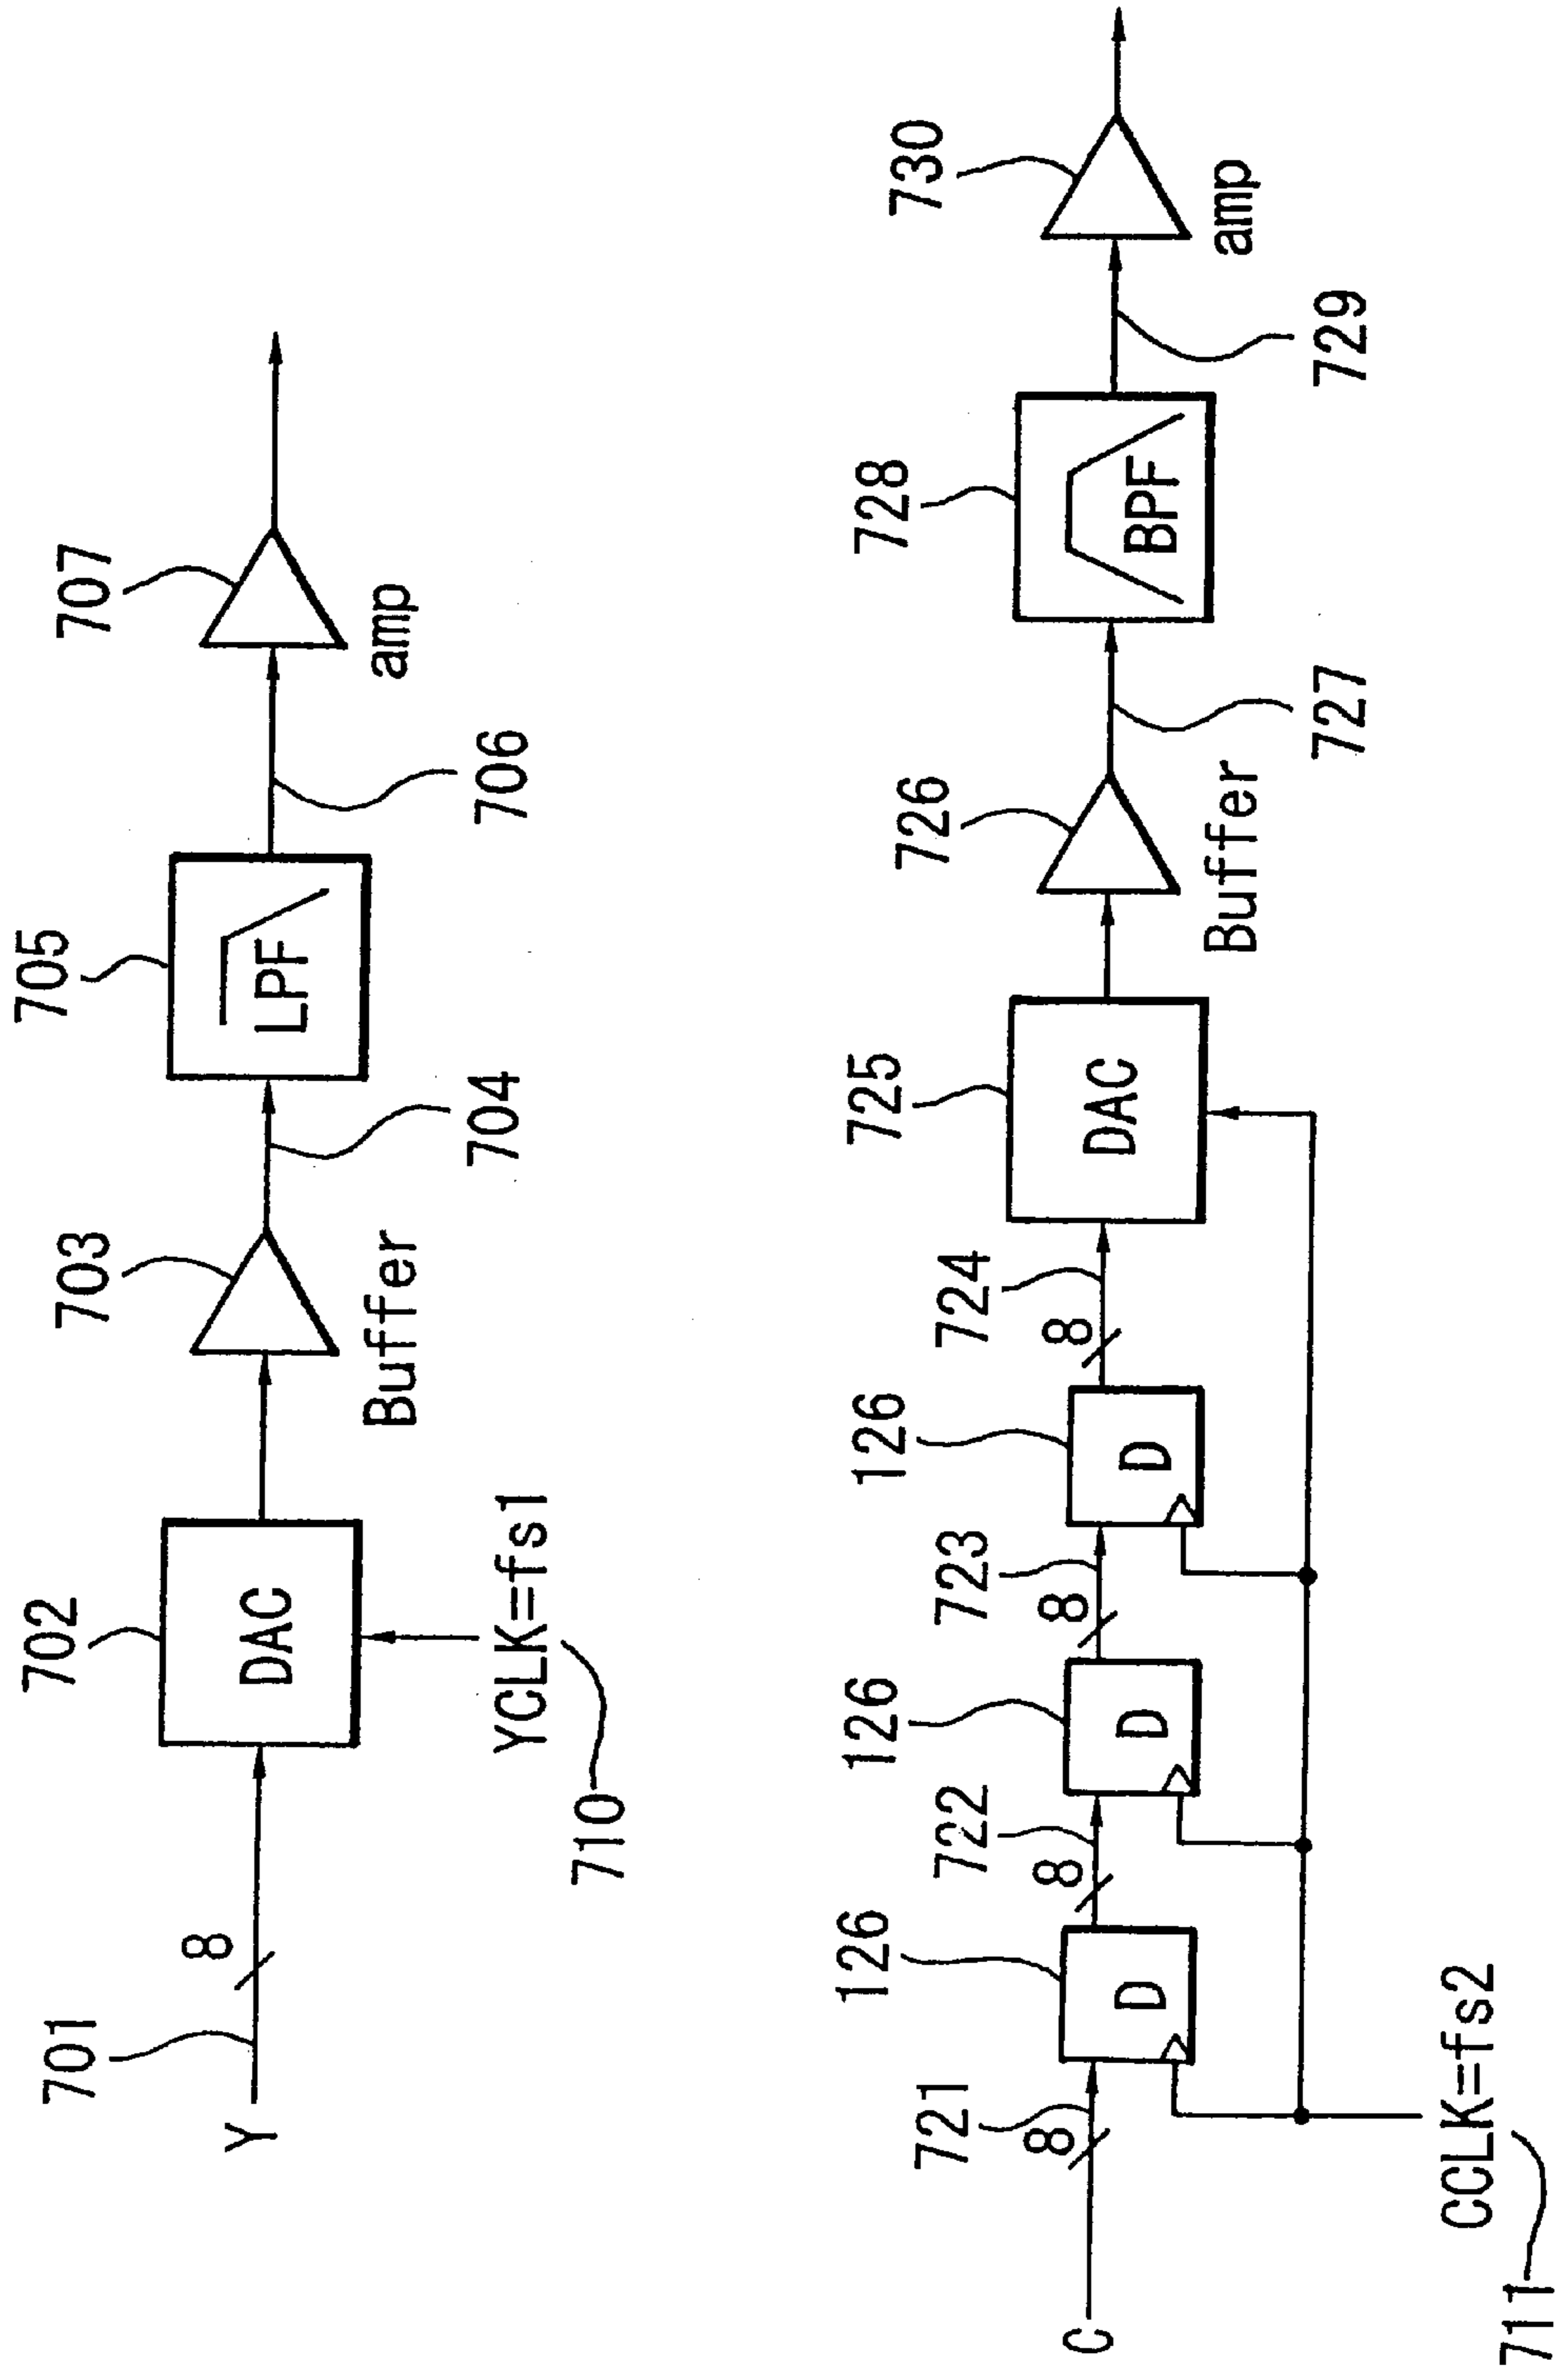 701
8
702
703
704
705
706
707
Y
DAC
Buffer
LPF
amp
YCLK=fs1
710
721
8
126
722
8
126
723
8
126
724
8
725
726
727
728
729
730
C
D
D
D
DAC
Buffer
BPF
amp
CCLK=fs2
711